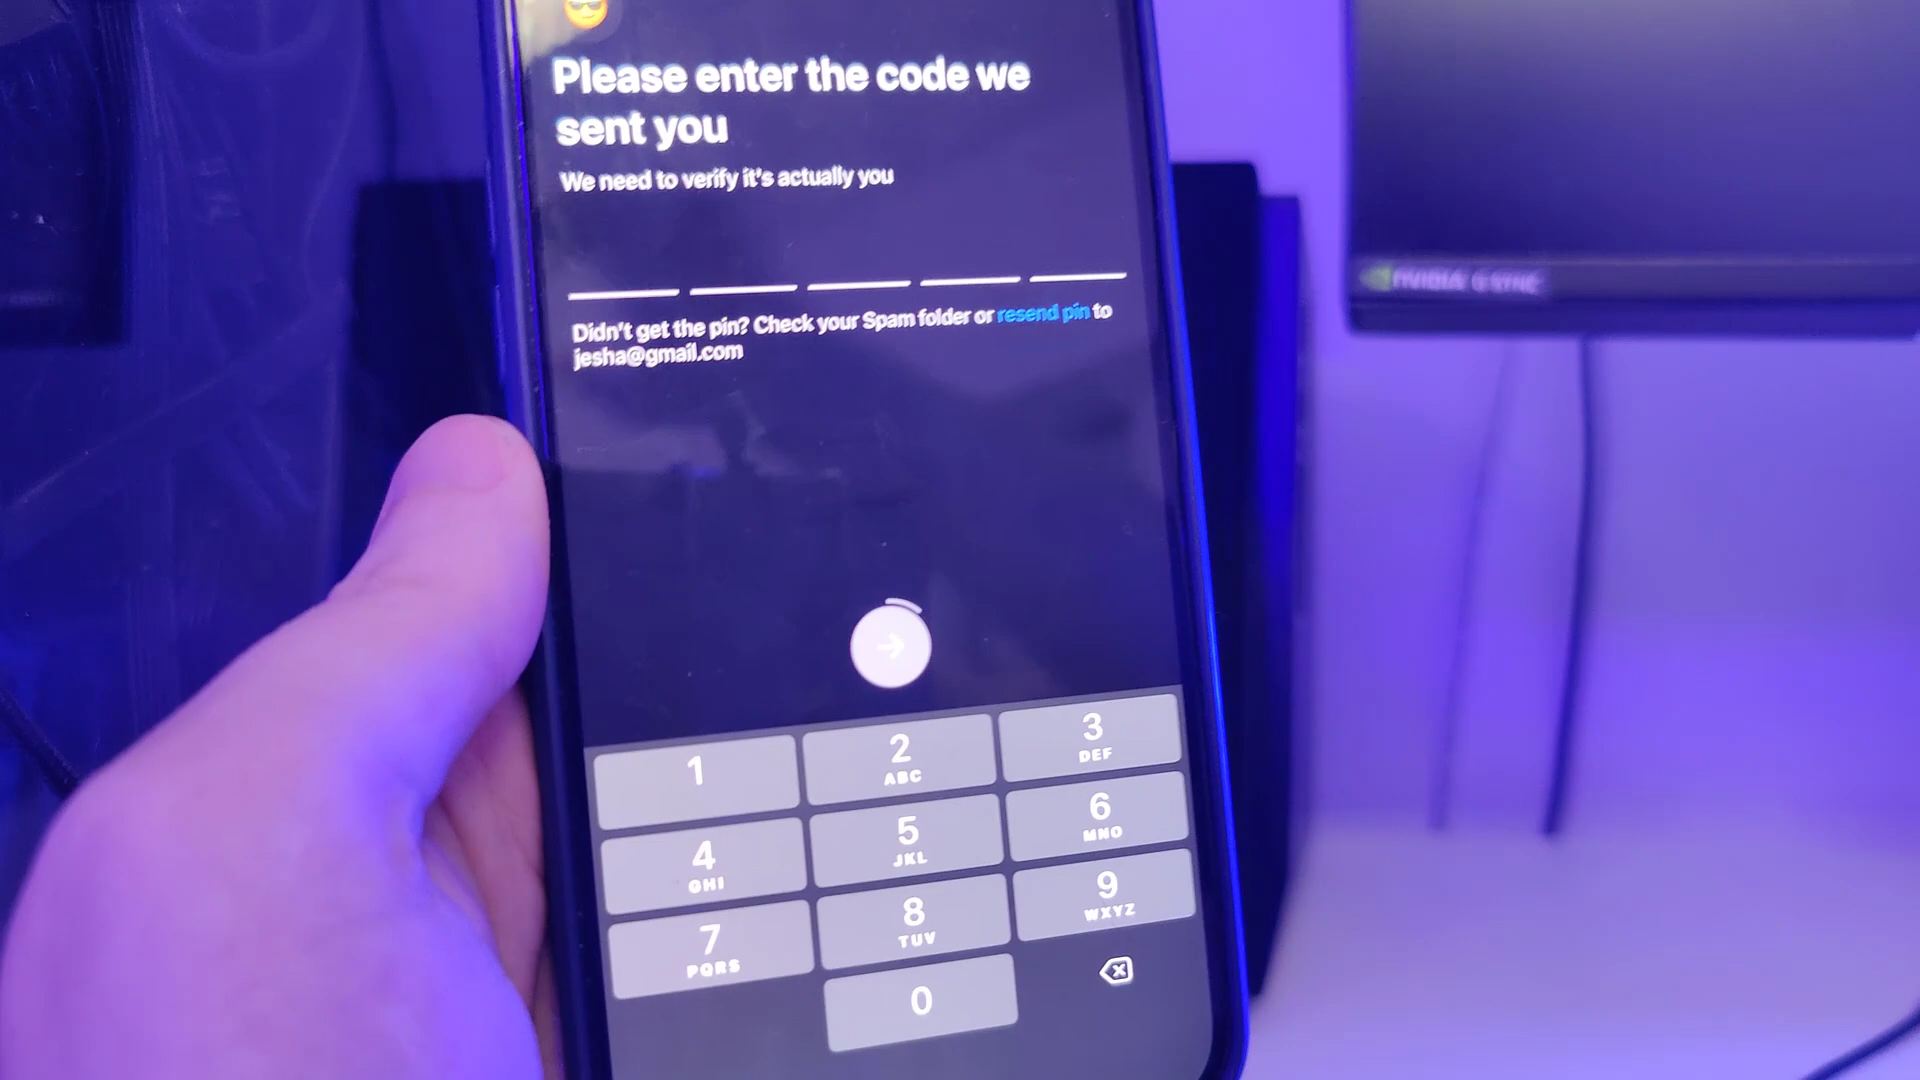 Please enter the code we
sent you
We need to verify it's actually you
Didn't get the pin? Check your Spam folder or resend pin to
jesha@gmail.com
1
2
ABC
3
DEF
4
GHI
5
JKL
6
MNO
7
PQRS
8
TUV
9
WXYZ
0
NVIDIA G-SYNC